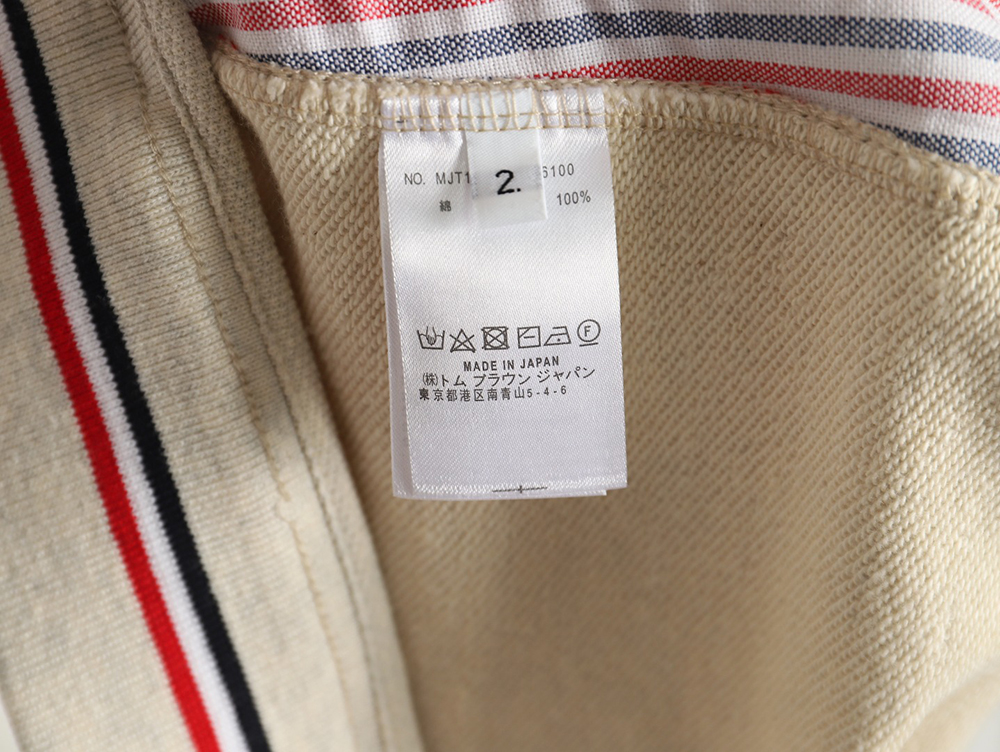 NO. MJT1 6100
2.
綿 100%
F
MADE IN JAPAN
㈱トム ブラウン ジャパン
東京都港区南青山5-4-6